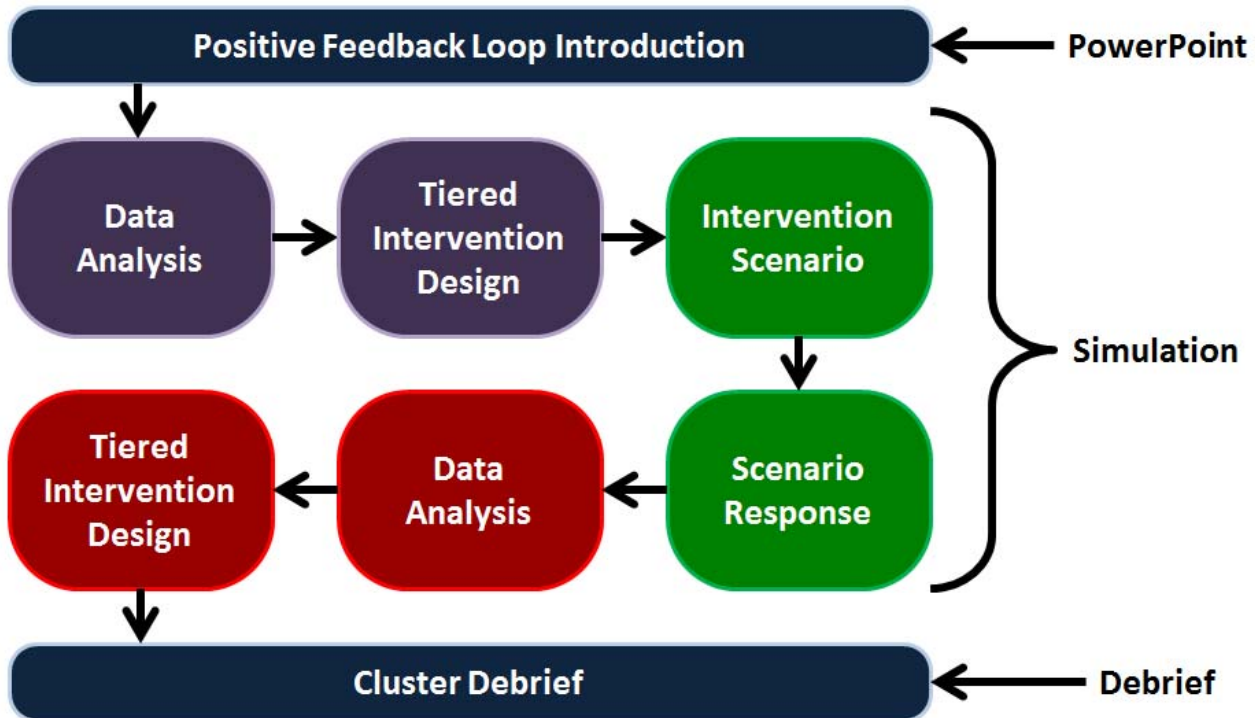 Positive Feedback Loop Introduction
PowerPoint
Data
Analysis
Tiered
Intervention
Design
Intervention
Scenario
Simulation
Scenario
Response
Data
Analysis
Tiered
Intervention
Design
Cluster Debrief
Debrief